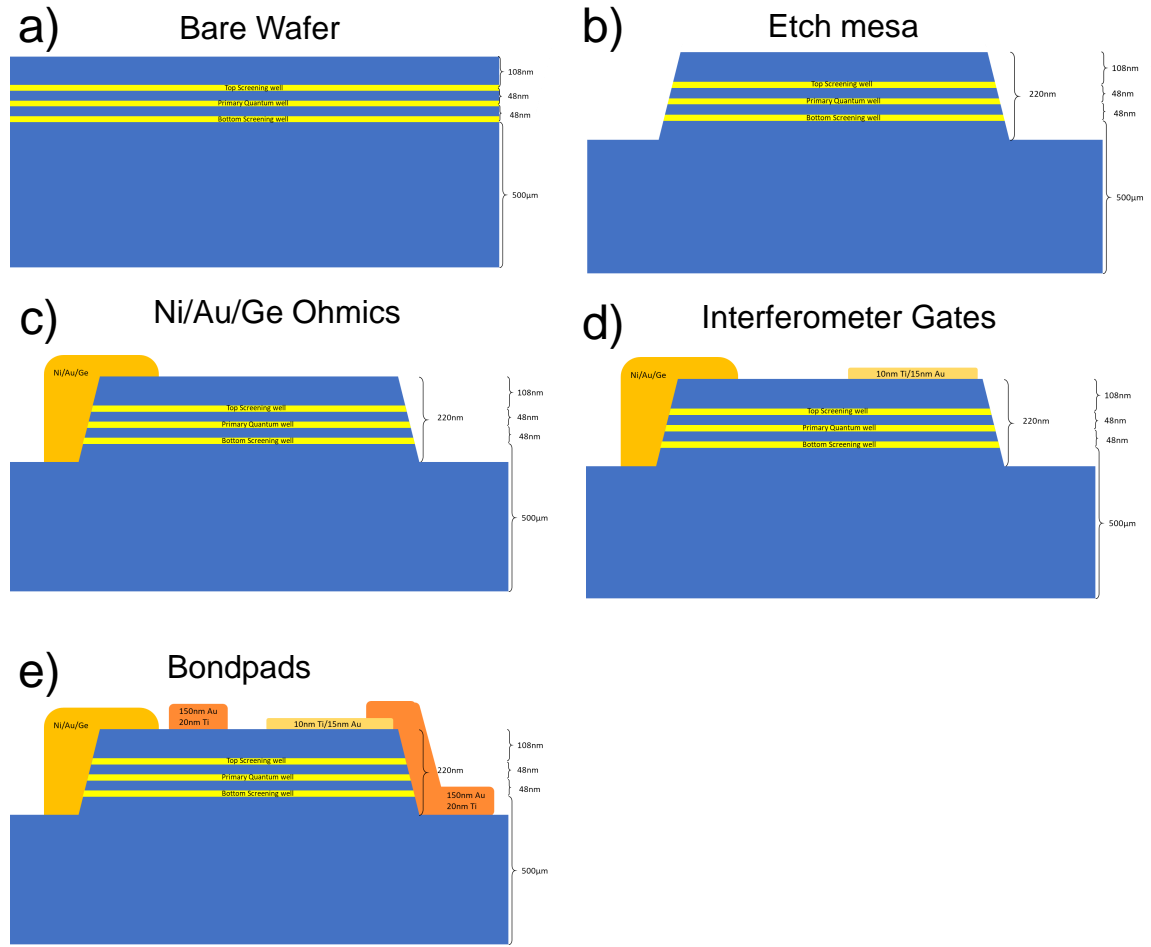 a)
Bare Wafer
108nm
Top Screening well
48nm
Primary Quantum well
48nm
Bottom Screening well
500µm
b)
Etch mesa
108nm
Top Screening well
220nm
48nm
Primary Quantum well
48nm
Bottom Screening well
500µm
c)
Ni/Au/Ge Ohmics
Ni/Au/Ge
108nm
Top Screening well
220nm
48nm
Primary Quantum well
48nm
Bottom Screening well
500µm
d)
Interferometer Gates
Ni/Au/Ge
10nm Ti/15nm Au
108nm
Top Screening well
220nm
48nm
Primary Quantum well
48nm
Bottom Screening well
500µm
e)
Bondpads
Ni/Au/Ge
150nm Au
20nm Ti
10nm Ti/15nm Au
108nm
Top Screening well
220nm
48nm
Primary Quantum well
48nm
Bottom Screening well
150nm Au
20nm Ti
500µm